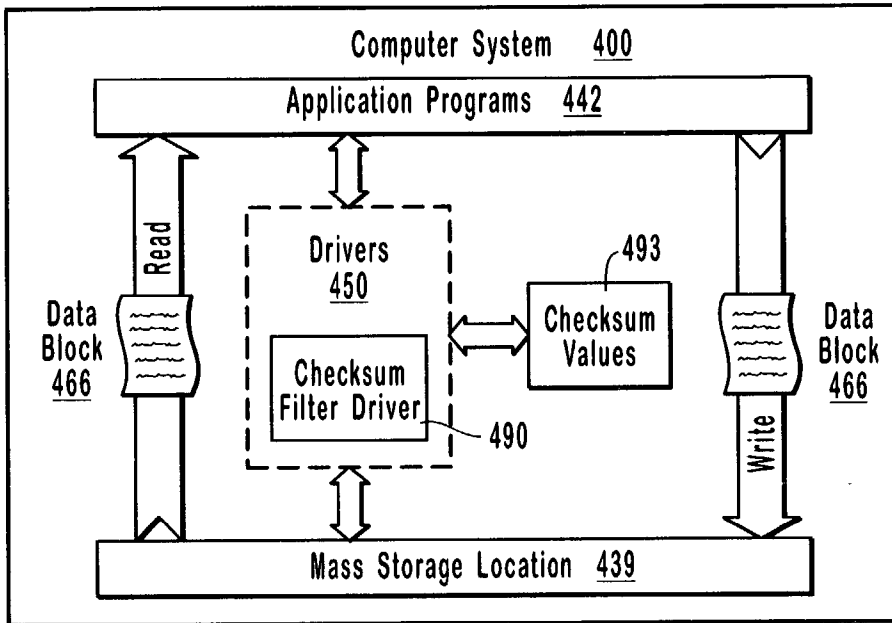 Computer System 400
Application Programs 442
Read
Drivers
450
493
Data
Block
466
Checksum
Values
Data
Block
466
Checksum
Filter Driver
490
Write
Mass Storage Location 439